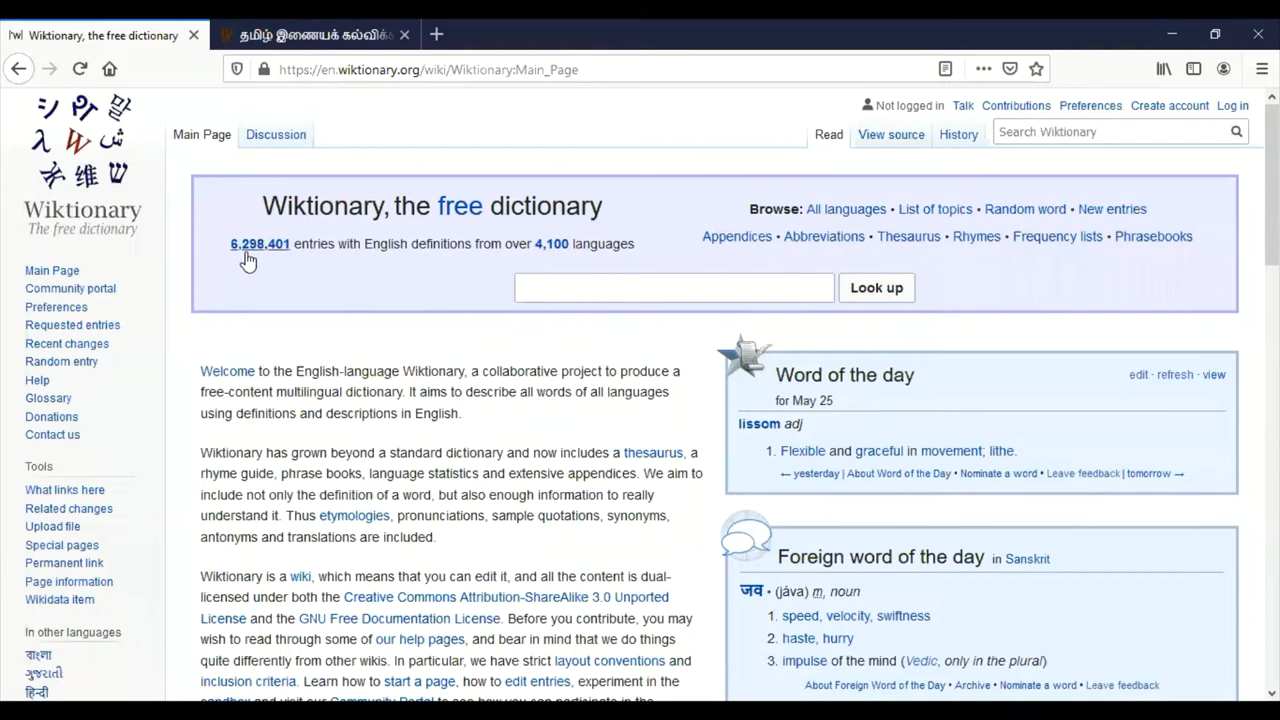 Wiktionary, the free dictionary
தமிழ் இணையக் கல்விக்
https://en.wiktionary.org/wiki/Wiktionary:Main_Page
Not logged in Talk Contributions Preferences Create account Log in
Main Page Discussion Read View source History Search Wiktionary
Wiktionary
The free dictionary
Main Page
Community portal
Preferences
Requested entries
Recent changes
Random entry
Help
Glossary
Donations
Contact us
Tools
What links here
Related changes
Upload file
Special pages
Permanent link
Page information
Wikidata item
In other languages
বাংলা
ગુજરાતી
हिन्दी
Wiktionary, the free dictionary
6,298,401 entries with English definitions from over 4,100 languages
Browse: All languages • List of topics • Random word • New entries
Appendices • Abbreviations • Thesaurus • Rhymes • Frequency lists • Phrasebooks
Look up
Welcome to the English-language Wiktionary, a collaborative project to produce a
free-content multilingual dictionary. It aims to describe all words of all languages
using definitions and descriptions in English.
Wiktionary has grown beyond a standard dictionary and now includes a thesaurus, a
rhyme guide, phrase books, language statistics and extensive appendices. We aim to
include not only the definition of a word, but also enough information to really
understand it. Thus etymologies, pronunciations, sample quotations, synonyms,
antonyms and translations are included.
Wiktionary is a wiki, which means that you can edit it, and all the content is dual-
licensed under both the Creative Commons Attribution-ShareAlike 3.0 Unported
License and the GNU Free Documentation License. Before you contribute, you may
wish to read through some of our help pages, and bear in mind that we do things
quite differently from other wikis. In particular, we have strict layout conventions and
inclusion criteria. Learn how to start a page, how to edit entries, experiment in the
sandbox and visit our Community Portal to see how you can participate in the
Word of the day
edit · refresh · view
for May 25
lissom adj
1. Flexible and graceful in movement; lithe.
← yesterday | About Word of the Day • Nominate a word • Leave feedback | tomorrow →
Foreign word of the day in Sanskrit
जव • (jáva) m, noun
1. speed, velocity, swiftness
2. haste, hurry
3. impulse of the mind (Vedic, only in the plural)
About Foreign Word of the Day • Archive • Nominate a word • Leave feedback